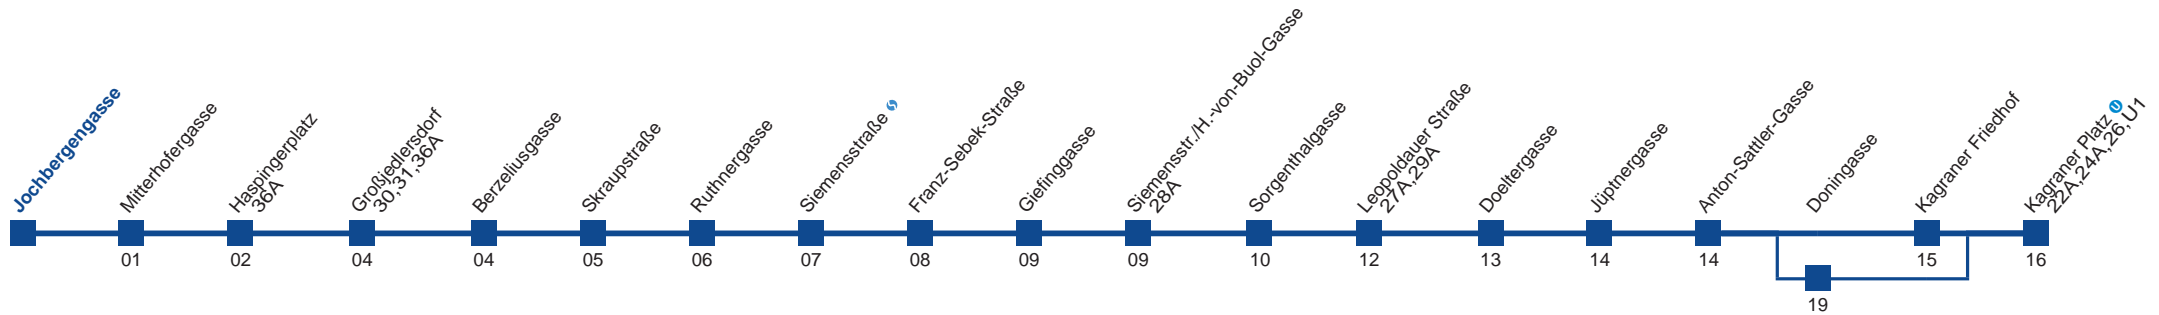 Jochbergengasse
Mitterhofergasse
Haspingerplatz
36A
Großjedlersdorf
30,31,36A
Berzeliusgasse
Skraupstraße
Ruthnergasse
Siemensstraße S
Franz-Sebek-Straße
Giefinggasse
Siemensstr./H.-von-Buol-Gasse
28A
Sorgenthalgasse
Leopoldauer Straße
27A,29A
Doeltergasse
Jüptnergasse
Anton-Sattler-Gasse
Doningasse
Kagraner Friedhof
Kagraner Platz U
22A,24A,26,U1
01 02 04 04 05 06 07 08 09 09 10 12 13 14 14 15 16
19